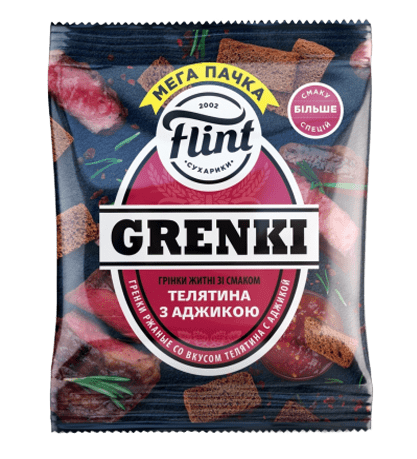 МЕГА ПАЧКА
2002
flint
СУХАРИКИ
СМАКУ
БІЛЬШЕ
СПЕЦІЙ
GRENKI
ГРІНКИ ЖИТНІ ЗІ СМАКОМ
ТЕЛЯТИНА
З АДЖИКОЮ
ГРЕНКИ РЖАНЫЕ СО ВКУСОМ ТЕЛЯТИНА С АДЖИКОЙ